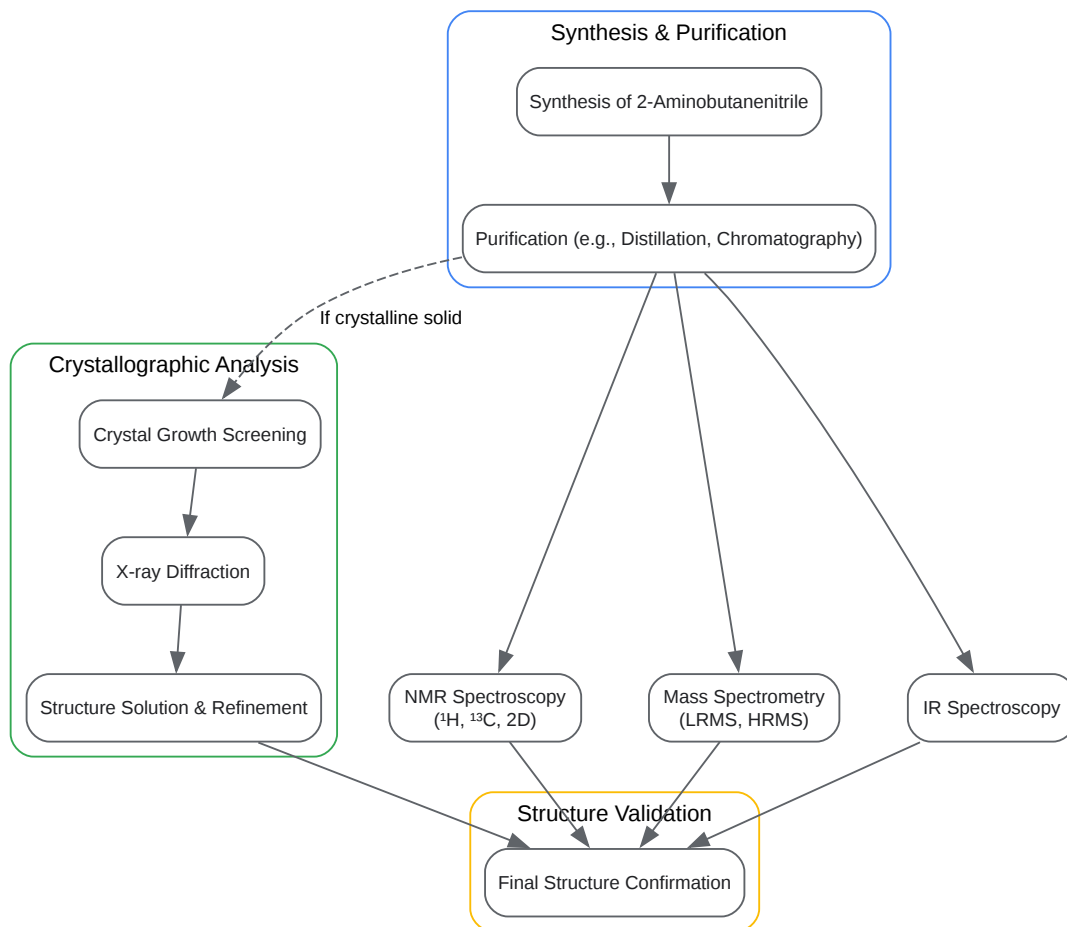 Synthesis & Purification
Synthesis of 2-Aminobutanenitrile
Purification (e.g., Distillation, Chromatography)
If crystalline solid
Crystallographic Analysis
Crystal Growth Screening
X-ray Diffraction
Structure Solution & Refinement
NMR Spectroscopy
(¹H, ¹³C, 2D)
Mass Spectrometry
(LRMS, HRMS)
IR Spectroscopy
Structure Validation
Final Structure Confirmation